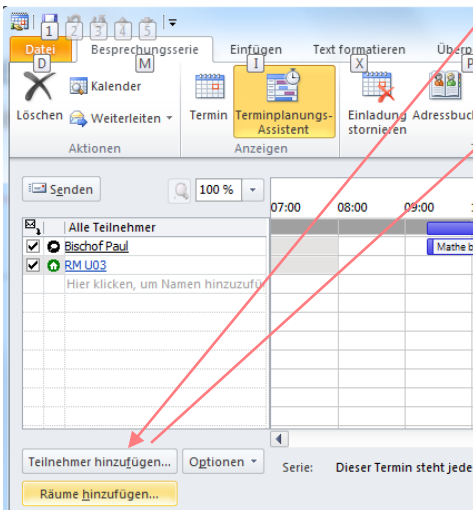 1 2 3 4 5
Datei Besprechungsserie Einfügen Text formatieren Überp
D M I X P
Kalender
Löschen Weiterleiten Termin Terminplanungs-Assistent Einladung stornieren Adressbuch
Aktionen Anzeigen
Senden 100 %
07:00 08:00 09:00
Alle Teilnehmer
Bischof Paul Mathe b
RM U03
Hier klicken, um Namen hinzuzufü
Teilnehmer hinzufügen... Optionen Serie: Dieser Termin steht jede
Räume hinzufügen...